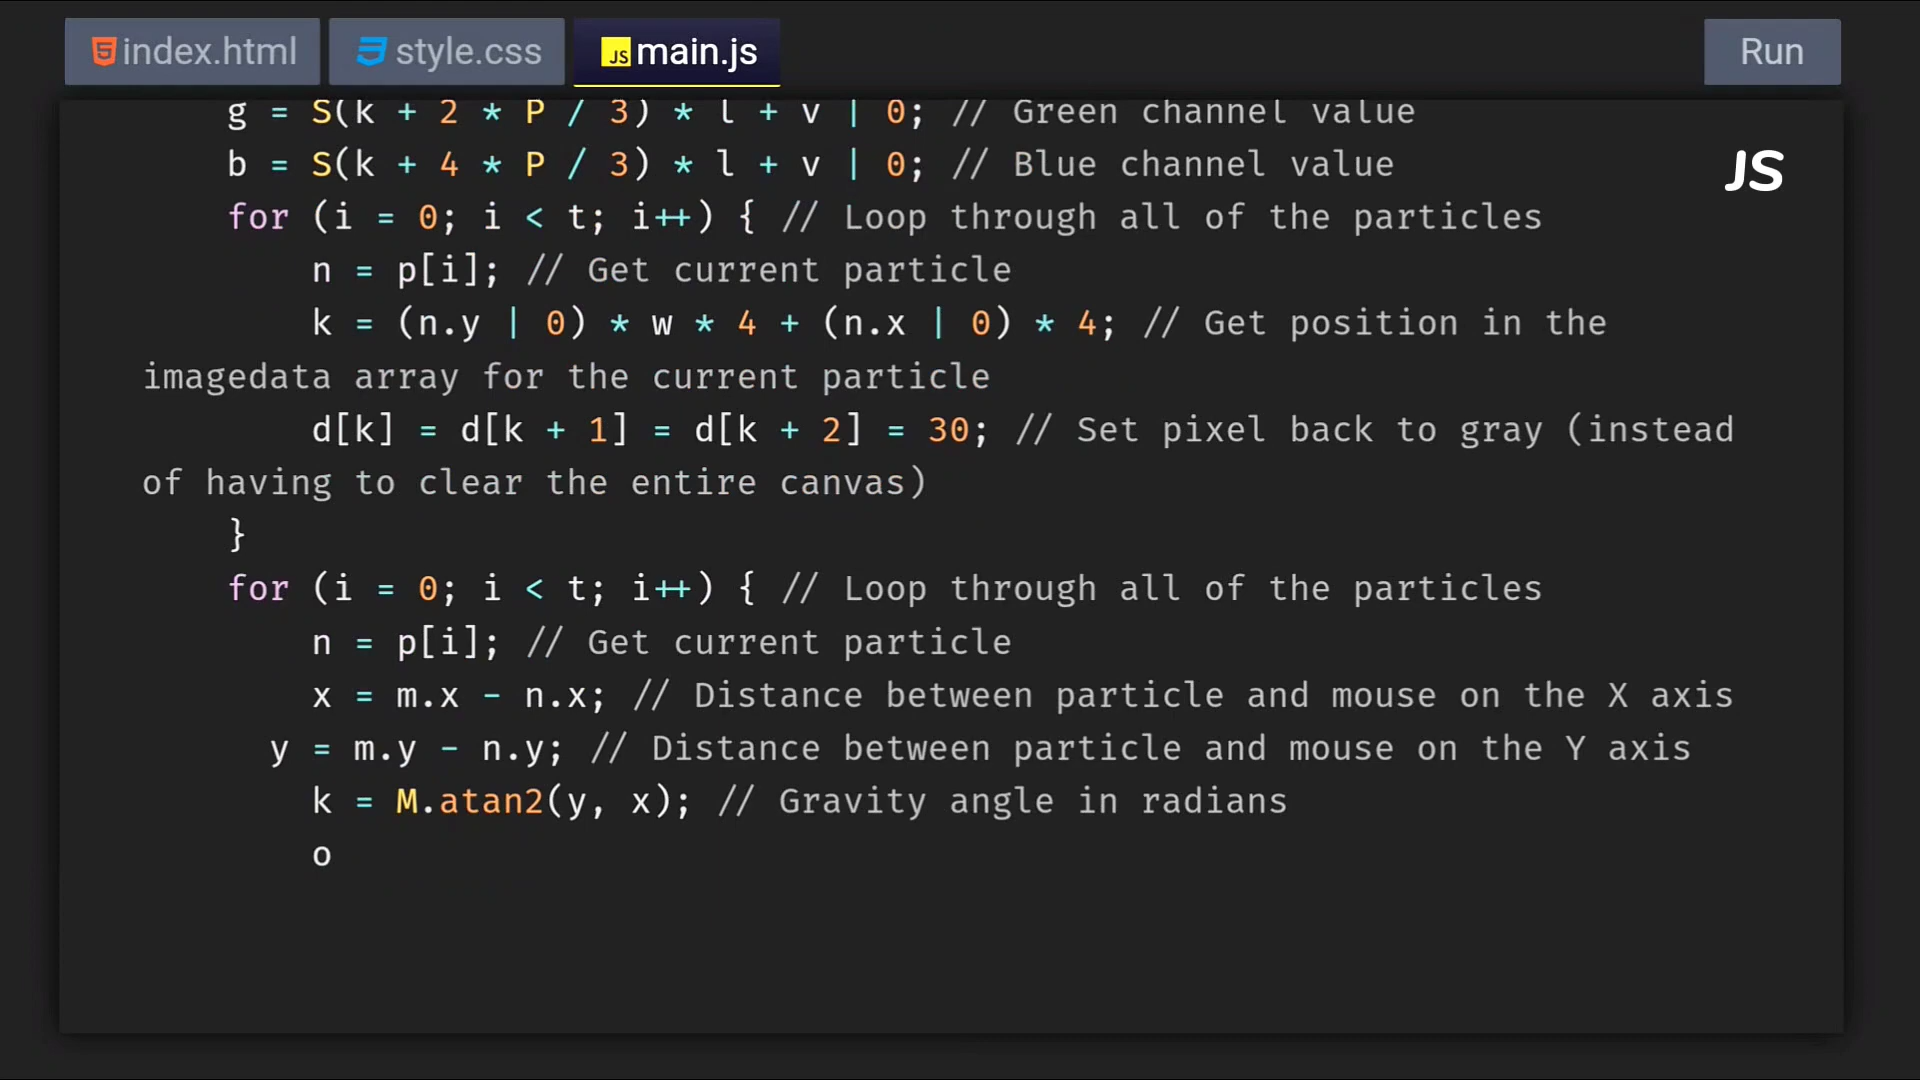 index.html
style.css
JS main.js
Run
g = S(k + 2 * P / 3) * l + v | 0; // Green channel value
b = S(k + 4 * P / 3) * l + v | 0; // Blue channel value
JS
for (i = 0; i < t; i++) { // Loop through all of the particles
n = p[i]; // Get current particle
k = (n.y | 0) * w * 4 + (n.x | 0) * 4; // Get position in the
imagedata array for the current particle
d[k] = d[k + 1] = d[k + 2] = 30; // Set pixel back to gray (instead
of having to clear the entire canvas)
}
for (i = 0; i < t; i++) { // Loop through all of the particles
n = p[i]; // Get current particle
x = m.x - n.x; // Distance between particle and mouse on the X axis
y = m.y - n.y; // Distance between particle and mouse on the Y axis
k = M.atan2(y, x); // Gravity angle in radians
o